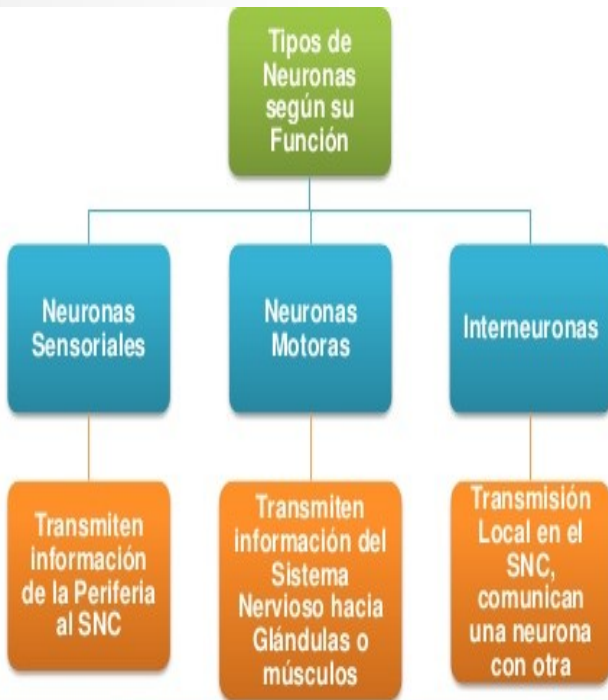 Tipos de
Neuronas
según su
Función
Neuronas
Sensoriales
Neuronas
Motoras
Interneuronas
Transmiten
información
de la Periferia
al SNC
Transmiten
información del
Sistema
Nervioso hacia
Glándulas o
músculos
Transmisión
Local en el
SNC,
comunican
una neurona
con otra